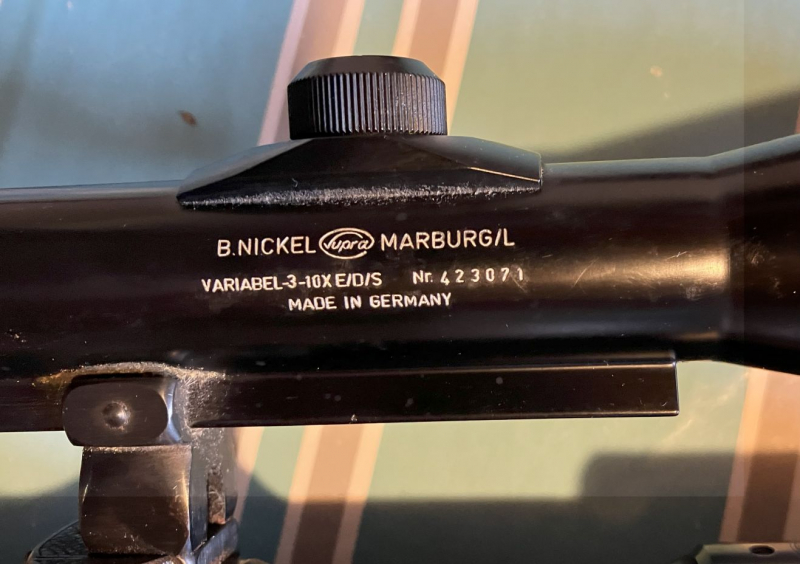 B.NICKEL Supra MARBURG/L
VARIABEL-3-10X E/D/S Nr. 423071
MADE IN GERMANY